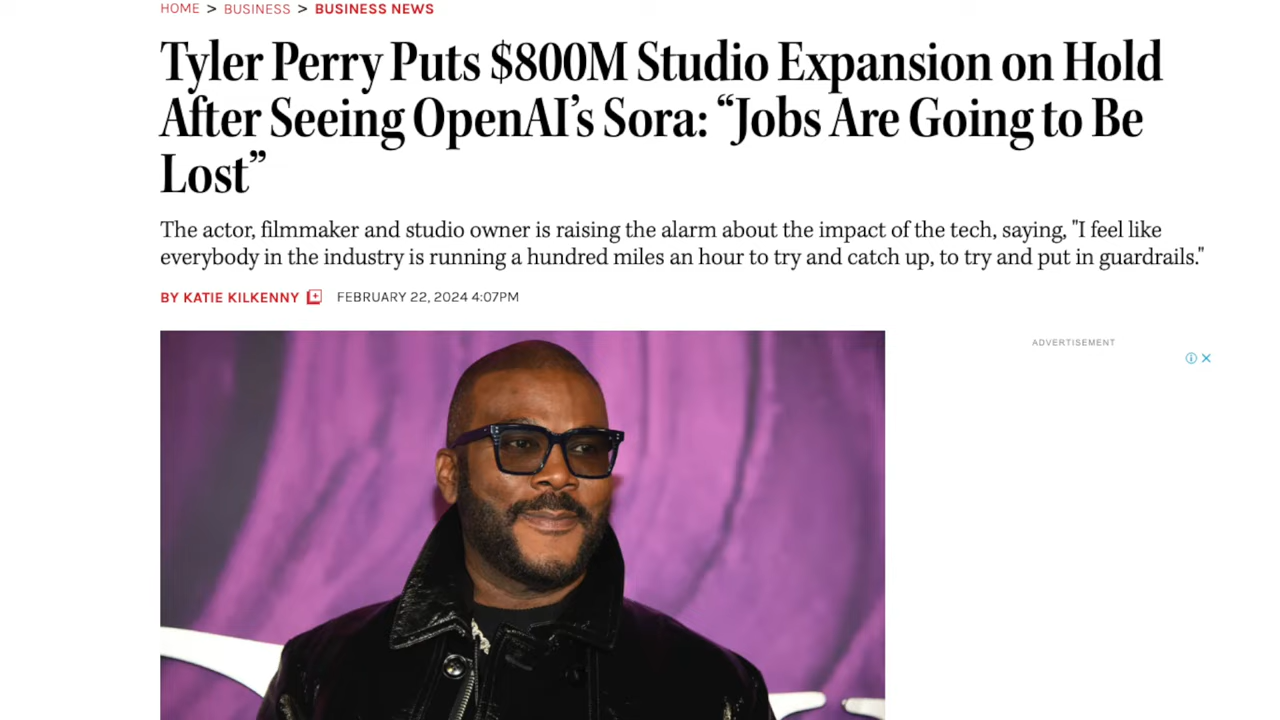 HOME > BUSINESS > BUSINESS NEWS
Tyler Perry Puts $800M Studio Expansion on Hold
After Seeing OpenAI’s Sora: “Jobs Are Going to Be
Lost”
The actor, filmmaker and studio owner is raising the alarm about the impact of the tech, saying, "I feel like
everybody in the industry is running a hundred miles an hour to try and catch up, to try and put in guardrails."
BY KATIE KILKENNY FEBRUARY 22, 2024 4:07PM
ADVERTISEMENT